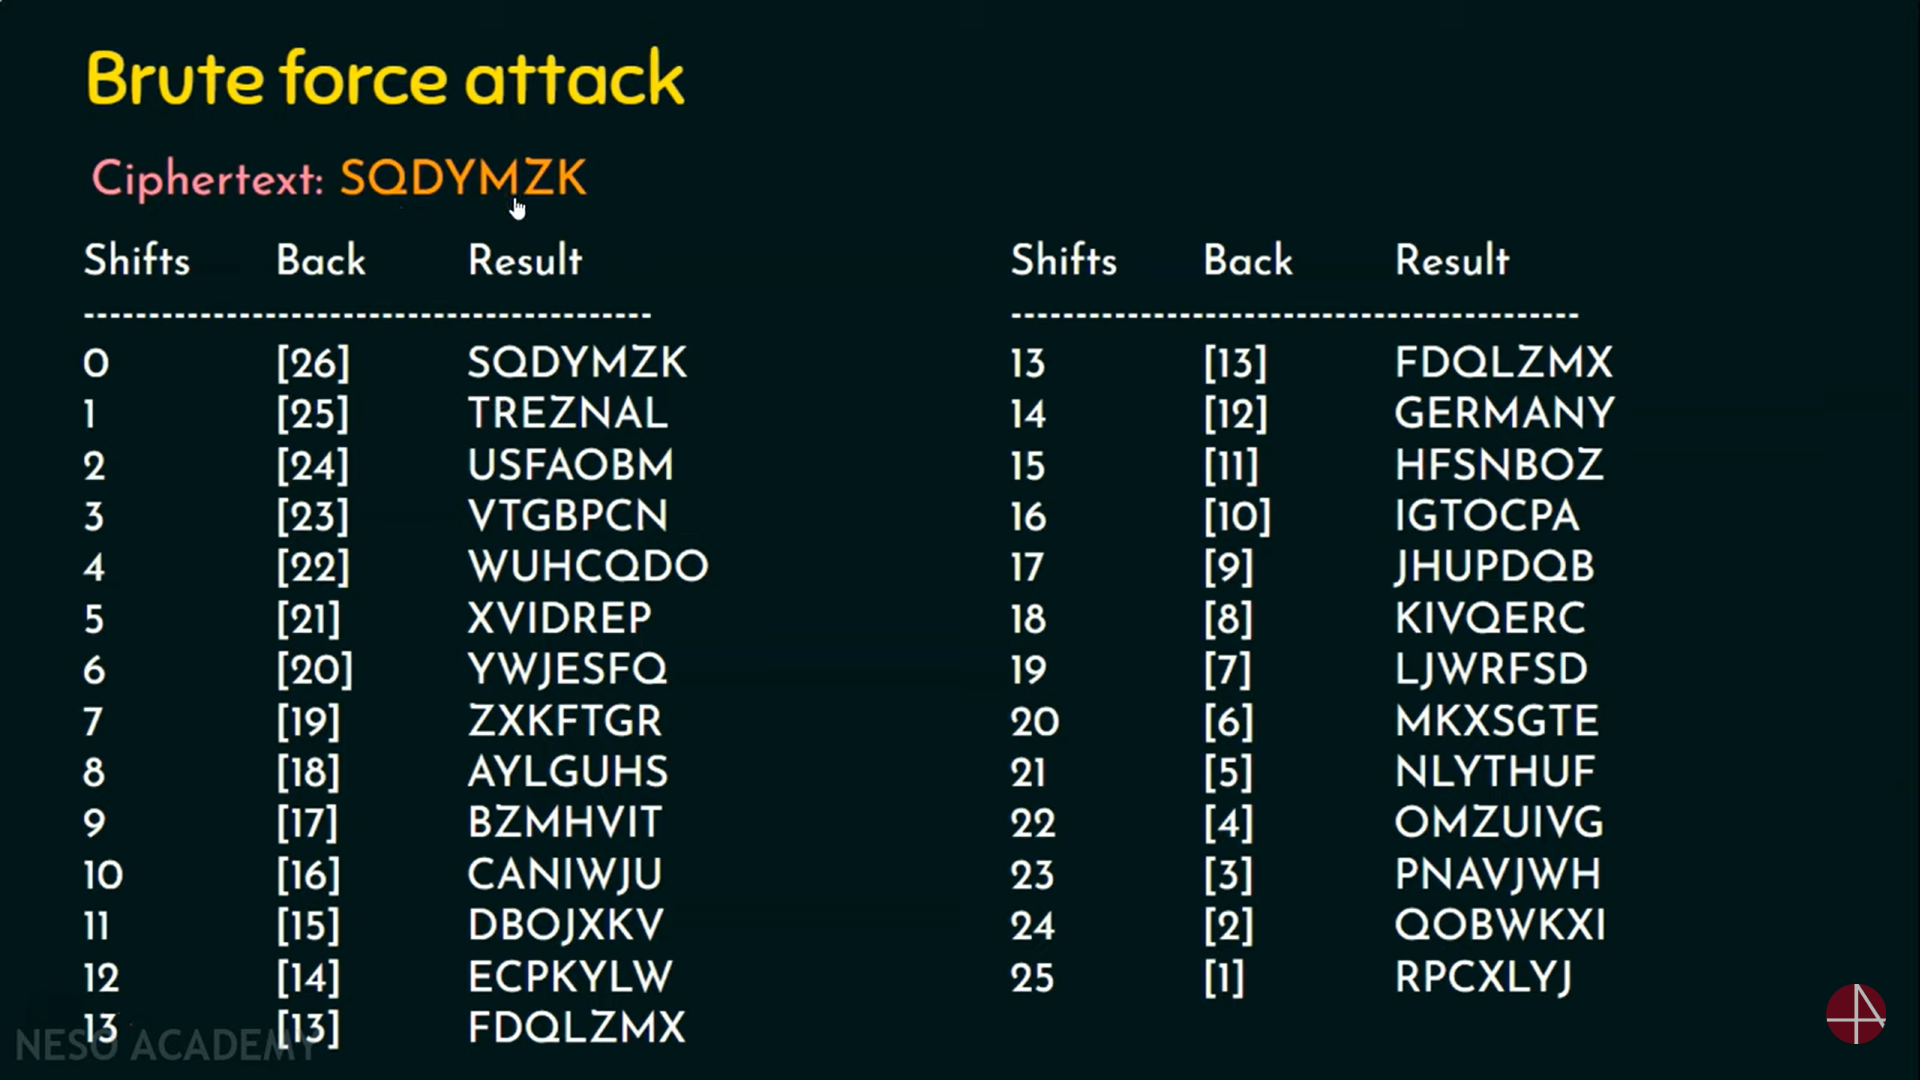 Brute force attack
Ciphertext: SQDYMZK
Shifts Back Result
-------------------------------------------
0 [26] SQDYMZK
1 [25] TREZNAL
2 [24] USFAOBM
3 [23] VTGBPCN
4 [22] WUHCQDO
5 [21] XVIDREP
6 [20] YWJESFQ
7 [19] ZXKFTGR
8 [18] AYLGUHS
9 [17] BZMHVIT
10 [16] CANIWJU
11 [15] DBOJXKV
12 [14] ECPKYLW
13 [13] FDQLZMX
Shifts Back Result
-------------------------------------------
13 [13] FDQLZMX
14 [12] GERMANY
15 [11] HFSNBOZ
16 [10] IGTOCPA
17 [9] JHUPDQB
18 [8] KIVQERC
19 [7] LJWRFSD
20 [6] MKXSGTE
21 [5] NLYTHUF
22 [4] OMZUIVG
23 [3] PNAVJWH
24 [2] QOBWKXI
25 [1] RPCXLYJ
NESO ACADEMY